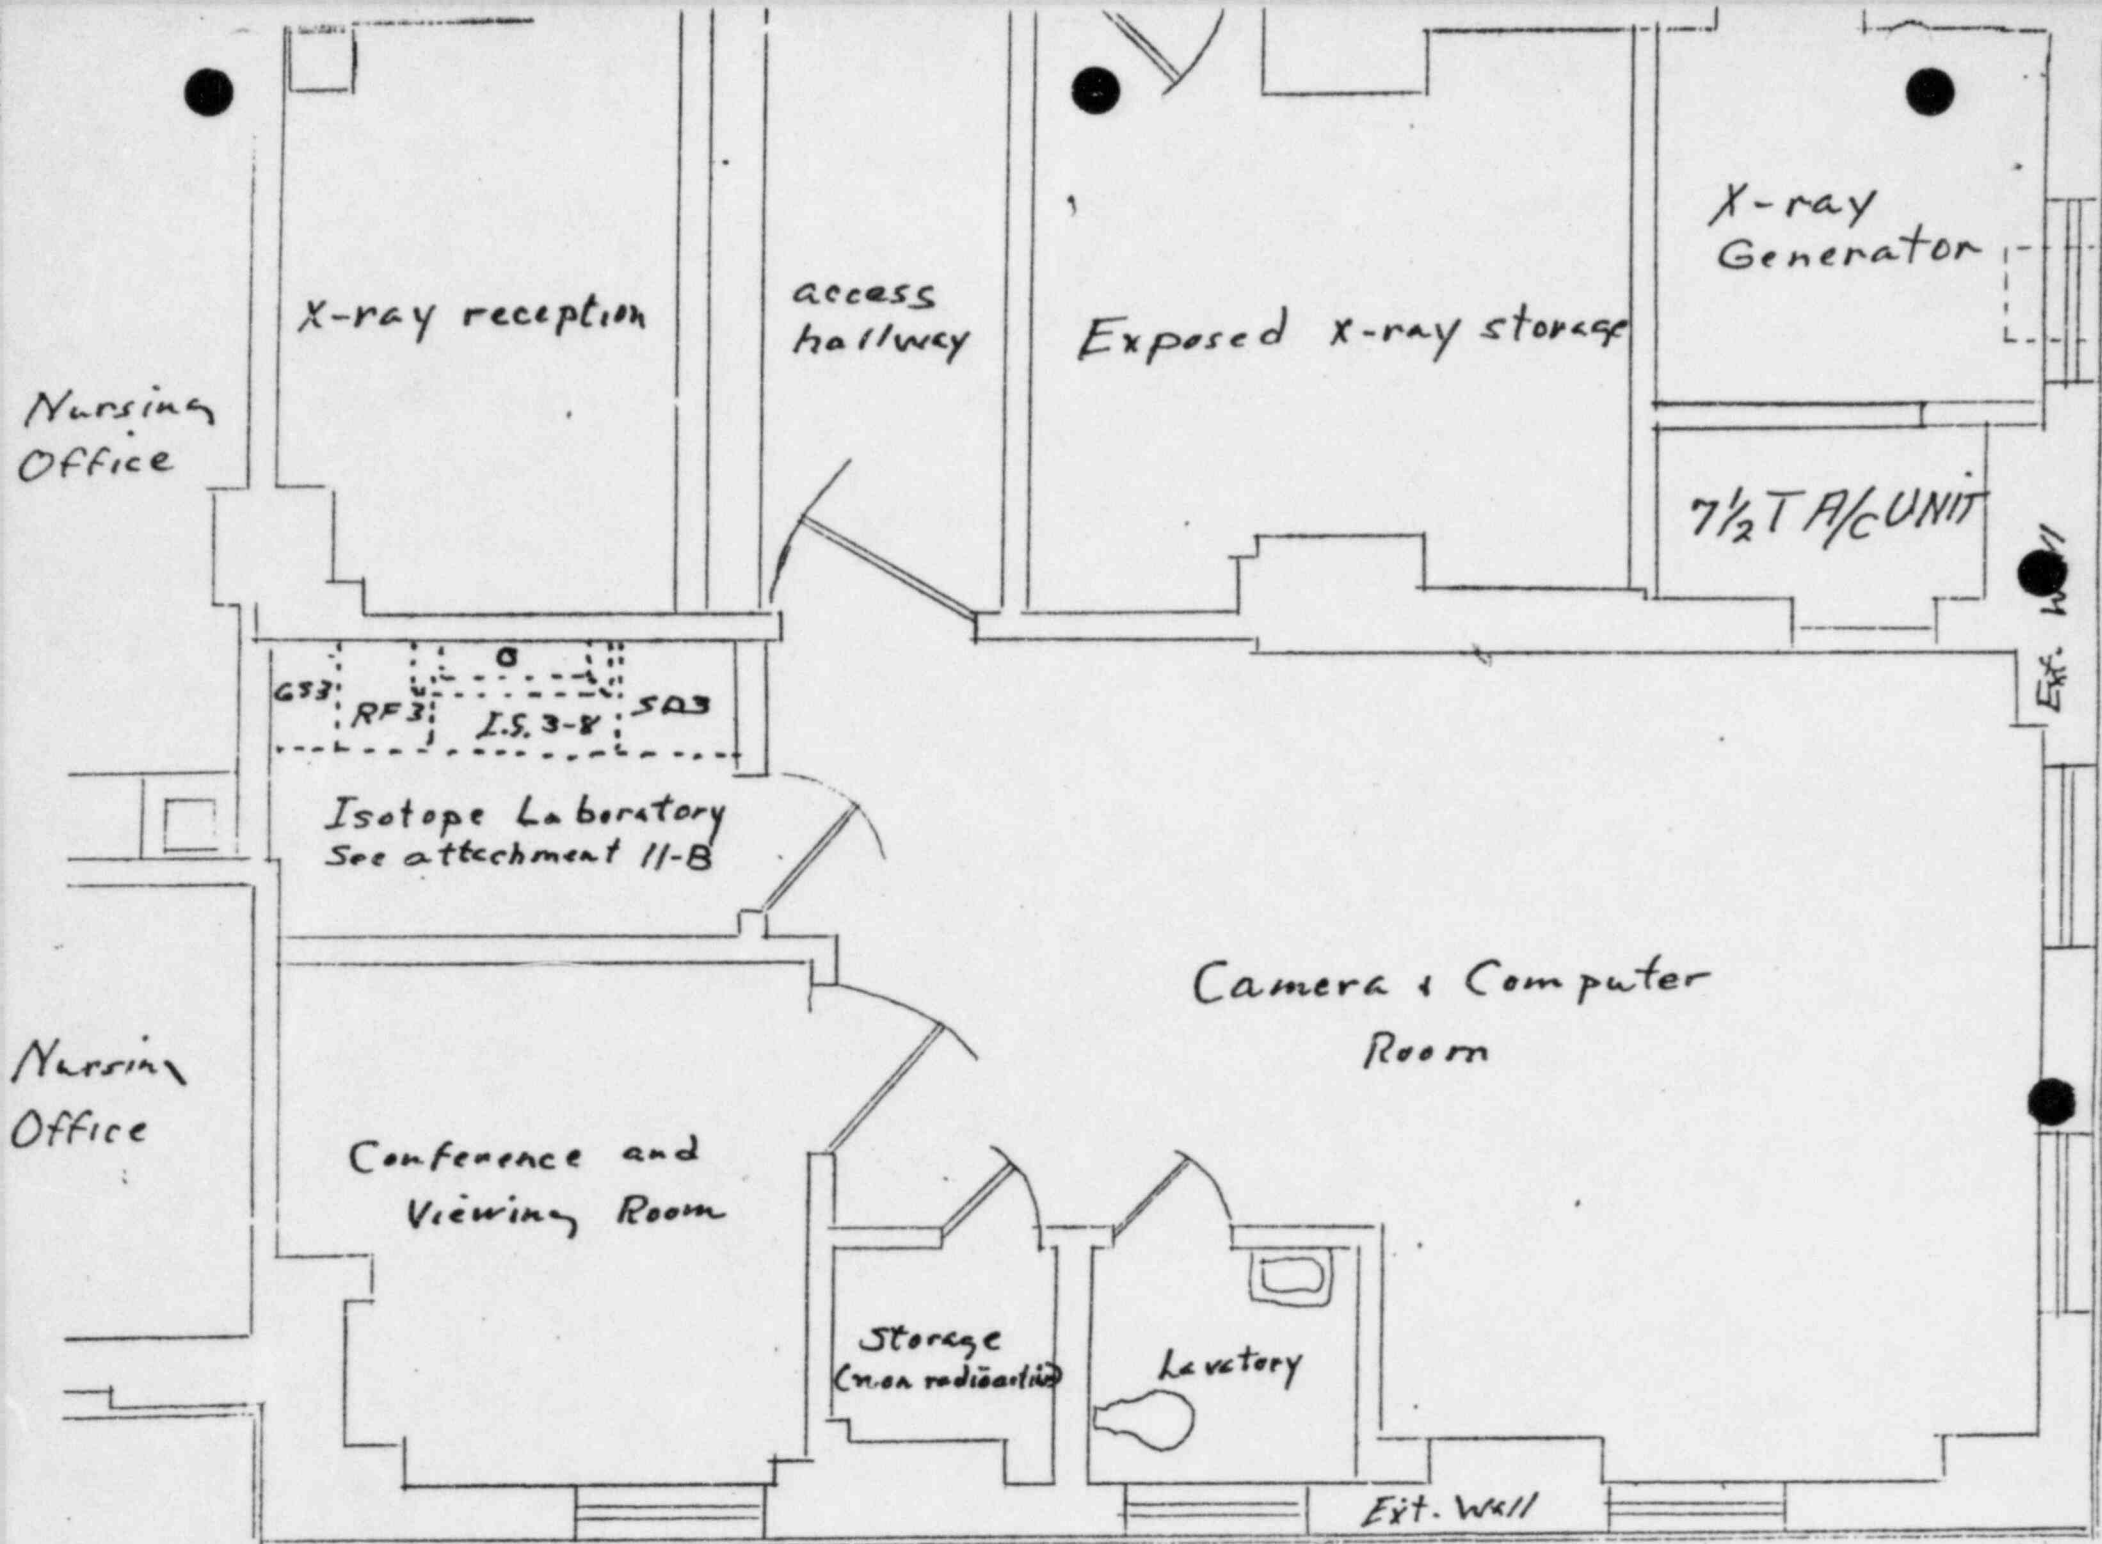 X-ray reception
access
hallway
Exposed x-ray storage
X-ray
Generator
Nursing
Office
7½ T A/C UNIT
Ext. Wall
GS3
RF3
I.S. 3-8
SD3
Isotope Laboratory
See attachment 11-B
Camera & Computer
Room
Nursing
Office
Conference and
Viewing Room
Storage
(non radioactive)
Lavatory
Ext. Wall